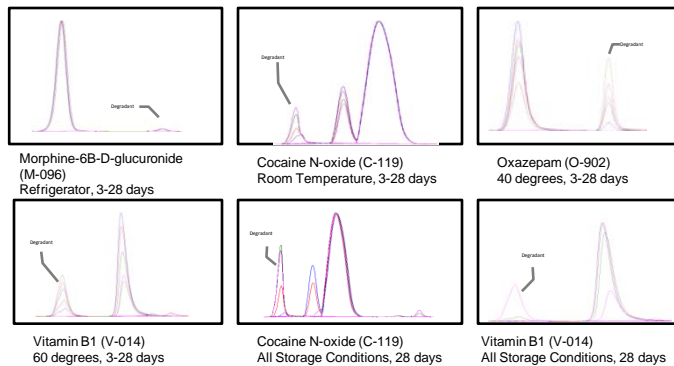 Degradant
Degradant
Degradant
Morphine-6B-D-glucuronide
(M-096)
Refrigerator, 3-28 days
Cocaine N-oxide (C-119)
Room Temperature, 3-28 days
Oxazepam (O-902)
40 degrees, 3-28 days
Degradant
Degradant
Degradant
Vitamin B1 (V-014)
60 degrees, 3-28 days
Cocaine N-oxide (C-119)
All Storage Conditions, 28 days
Vitamin B1 (V-014)
All Storage Conditions, 28 days